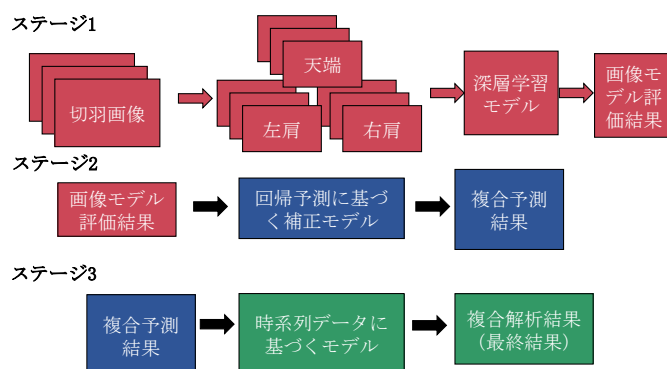 ステージ1
切羽画像
天端
左肩
右肩
深層学習
モデル
画像モ
デル評
価結果
ステージ2
画像モデル
評価結果
回帰予測に基づ
く補正モデル
複合予測
結果
ステージ3
複合予測
結果
時系列データに
基づくモデル
複合解析結果
(最終結果)